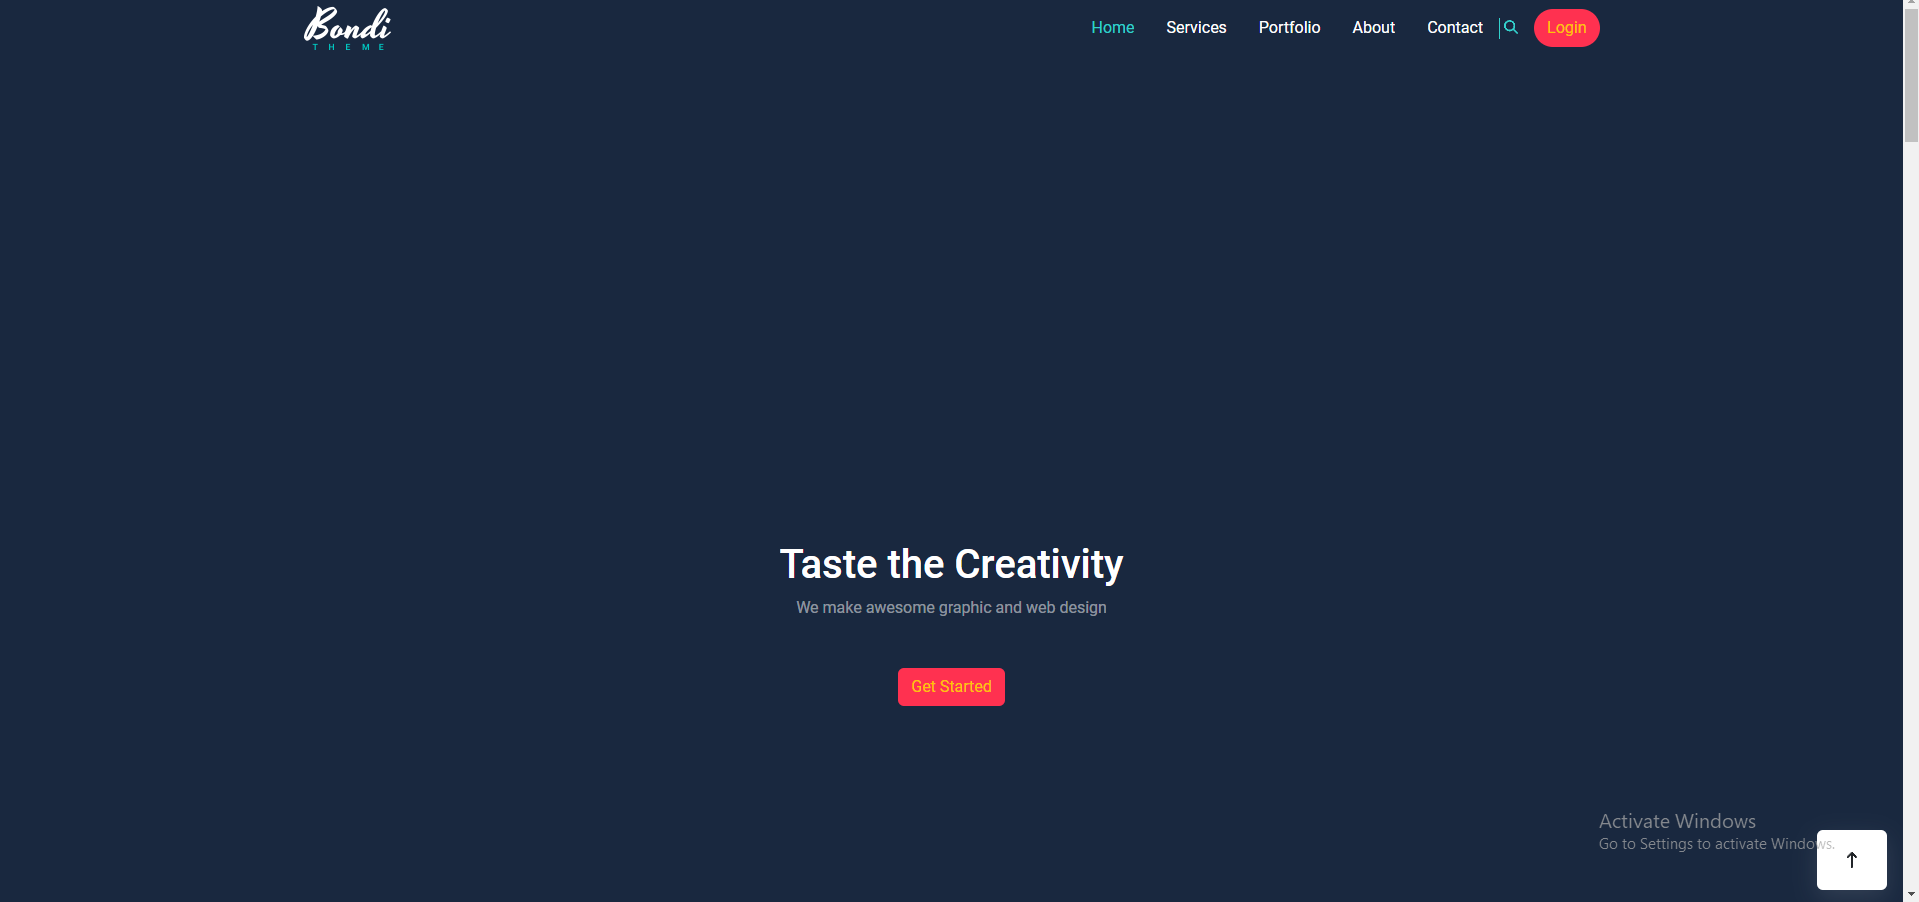 Bondi
THEME
Home Services Portfolio About Contact Login
Taste the Creativity
We make awesome graphic and web design
Get Started
Activate Windows
Go to Settings to activate Windows.